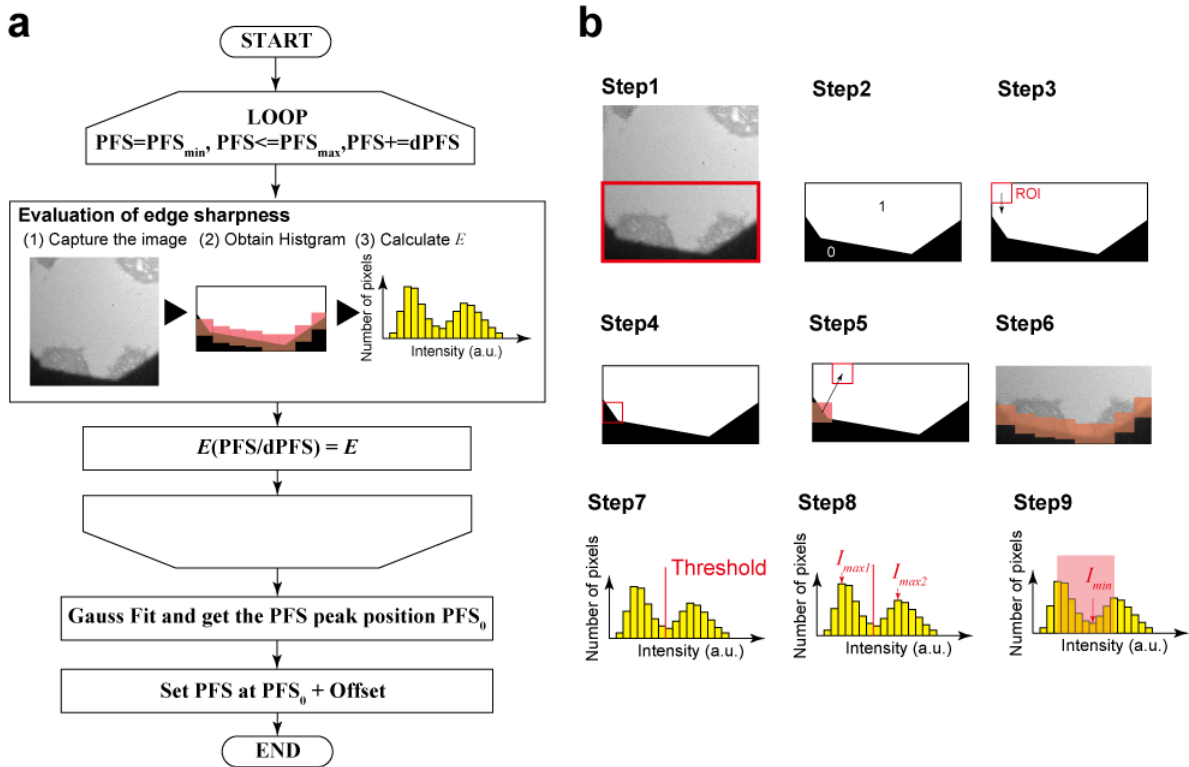 a
START
LOOP
PFS=PFSmin, PFS<=PFSmax,PFS+=dPFS
Evaluation of edge sharpness
(1) Capture the image (2) Obtain Histgram (3) Calculate E
Number of pixels
Intensity (a.u.)
E(PFS/dPFS) = E
Gauss Fit and get the PFS peak position PFS0
Set PFS at PFS0 + Offset
END
b
Step1
Step2
1
0
Step3
ROI
Step4
Step5
Step6
Step7
Threshold
Number of pixels
Intensity (a.u.)
Step8
Imax1
Imax2
Number of pixels
Intensity (a.u.)
Step9
Imin
Number of pixels
Intensity (a.u.)